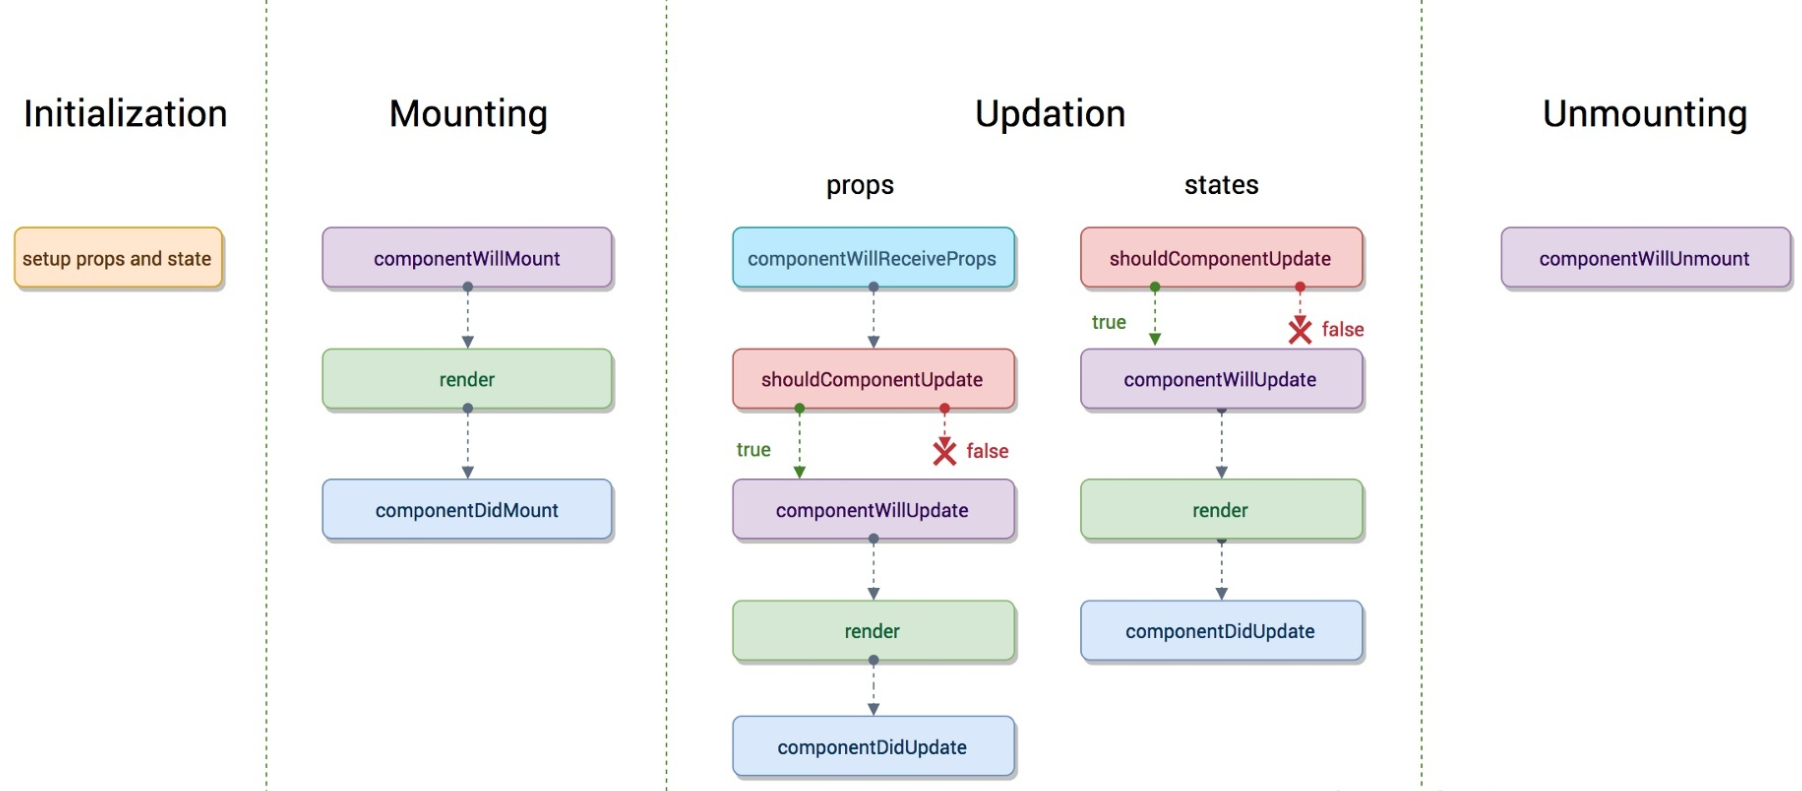 Initialization
Mounting
Updation
Unmounting
props
states
setup props and state
componentWillMount
componentWillReceiveProps
shouldComponentUpdate
componentWillUnmount
true
false
render
shouldComponentUpdate
componentWillUpdate
true
false
componentDidMount
componentWillUpdate
render
render
componentDidUpdate
componentDidUpdate